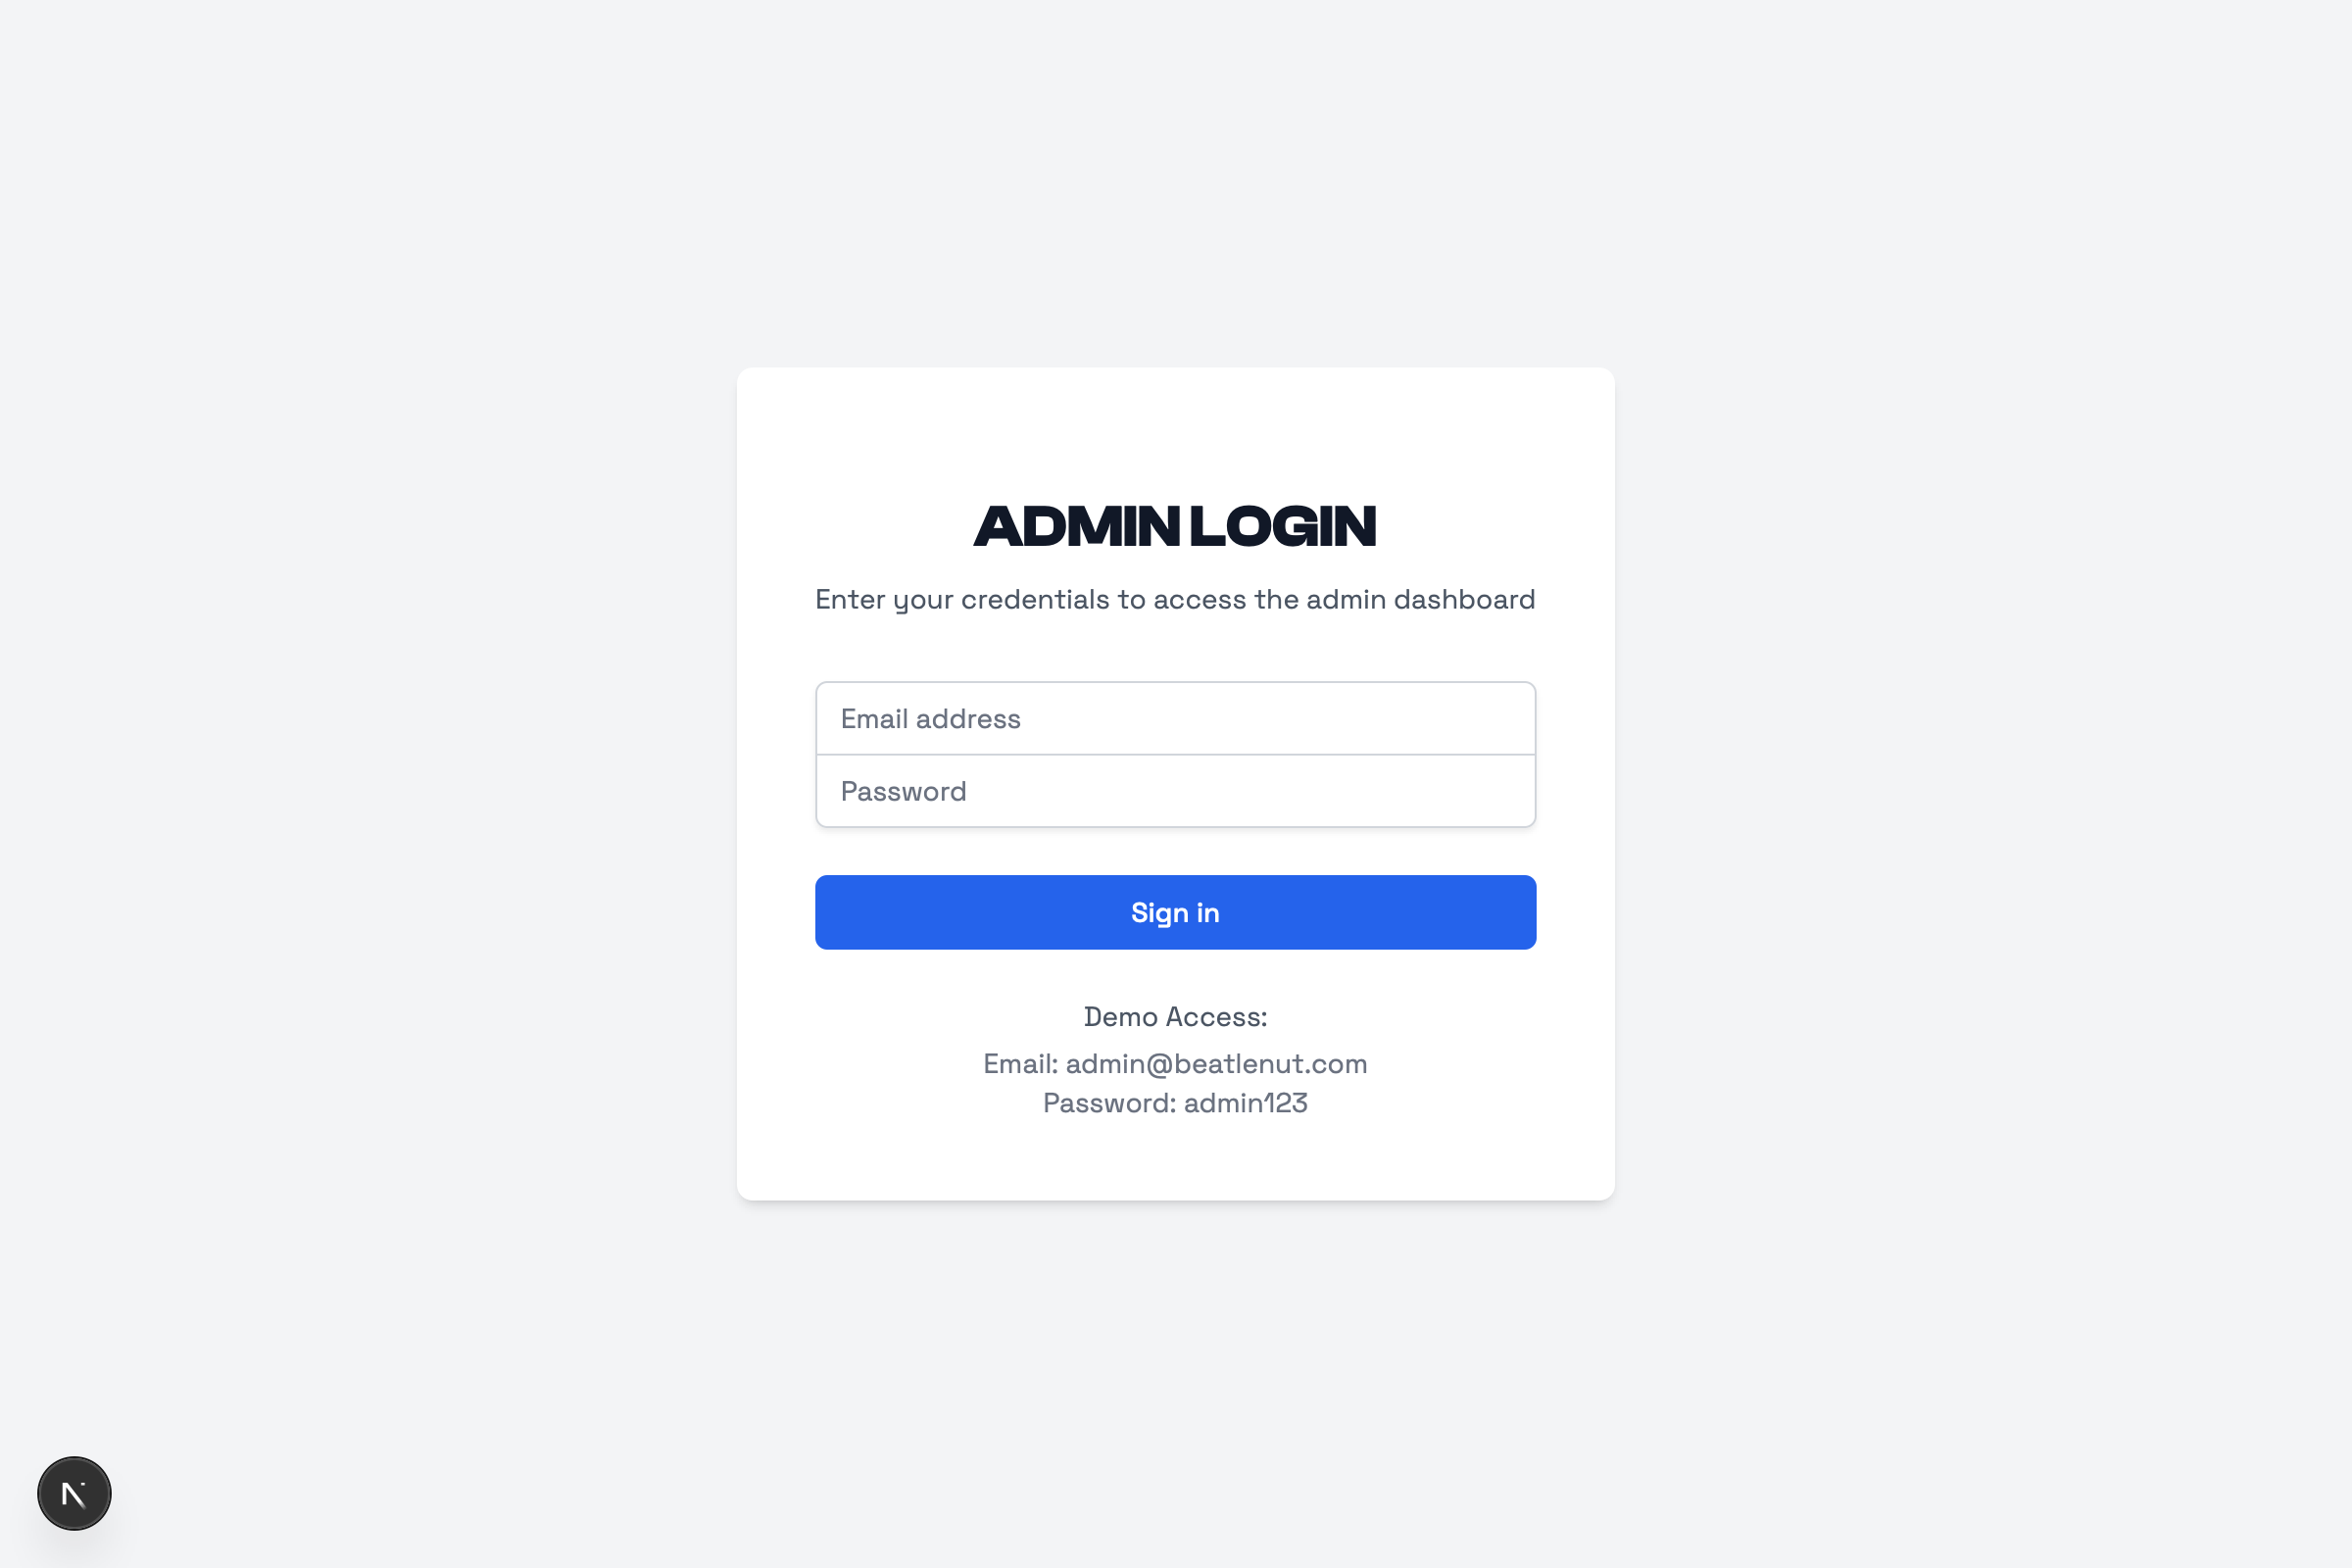 ADMIN LOGIN
Enter your credentials to access the admin dashboard
Email address
Password
Sign in
Demo Access:
Email: admin@beatlenut.com
Password: admin123
N